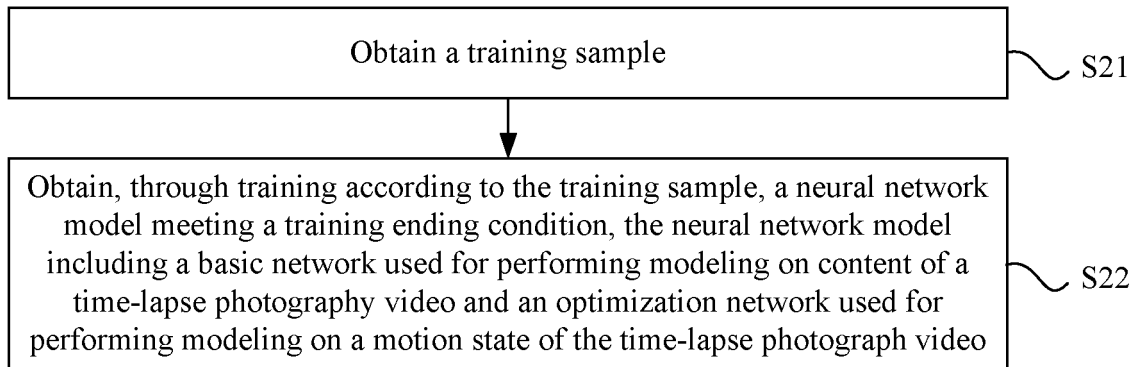 Obtain a training sample
S21
Obtain, through training according to the training sample, a neural network
model meeting a training ending condition, the neural network model
including a basic network used for performing modeling on content of a
time-lapse photography video and an optimization network used for
performing modeling on a motion state of the time-lapse photograph video
S22